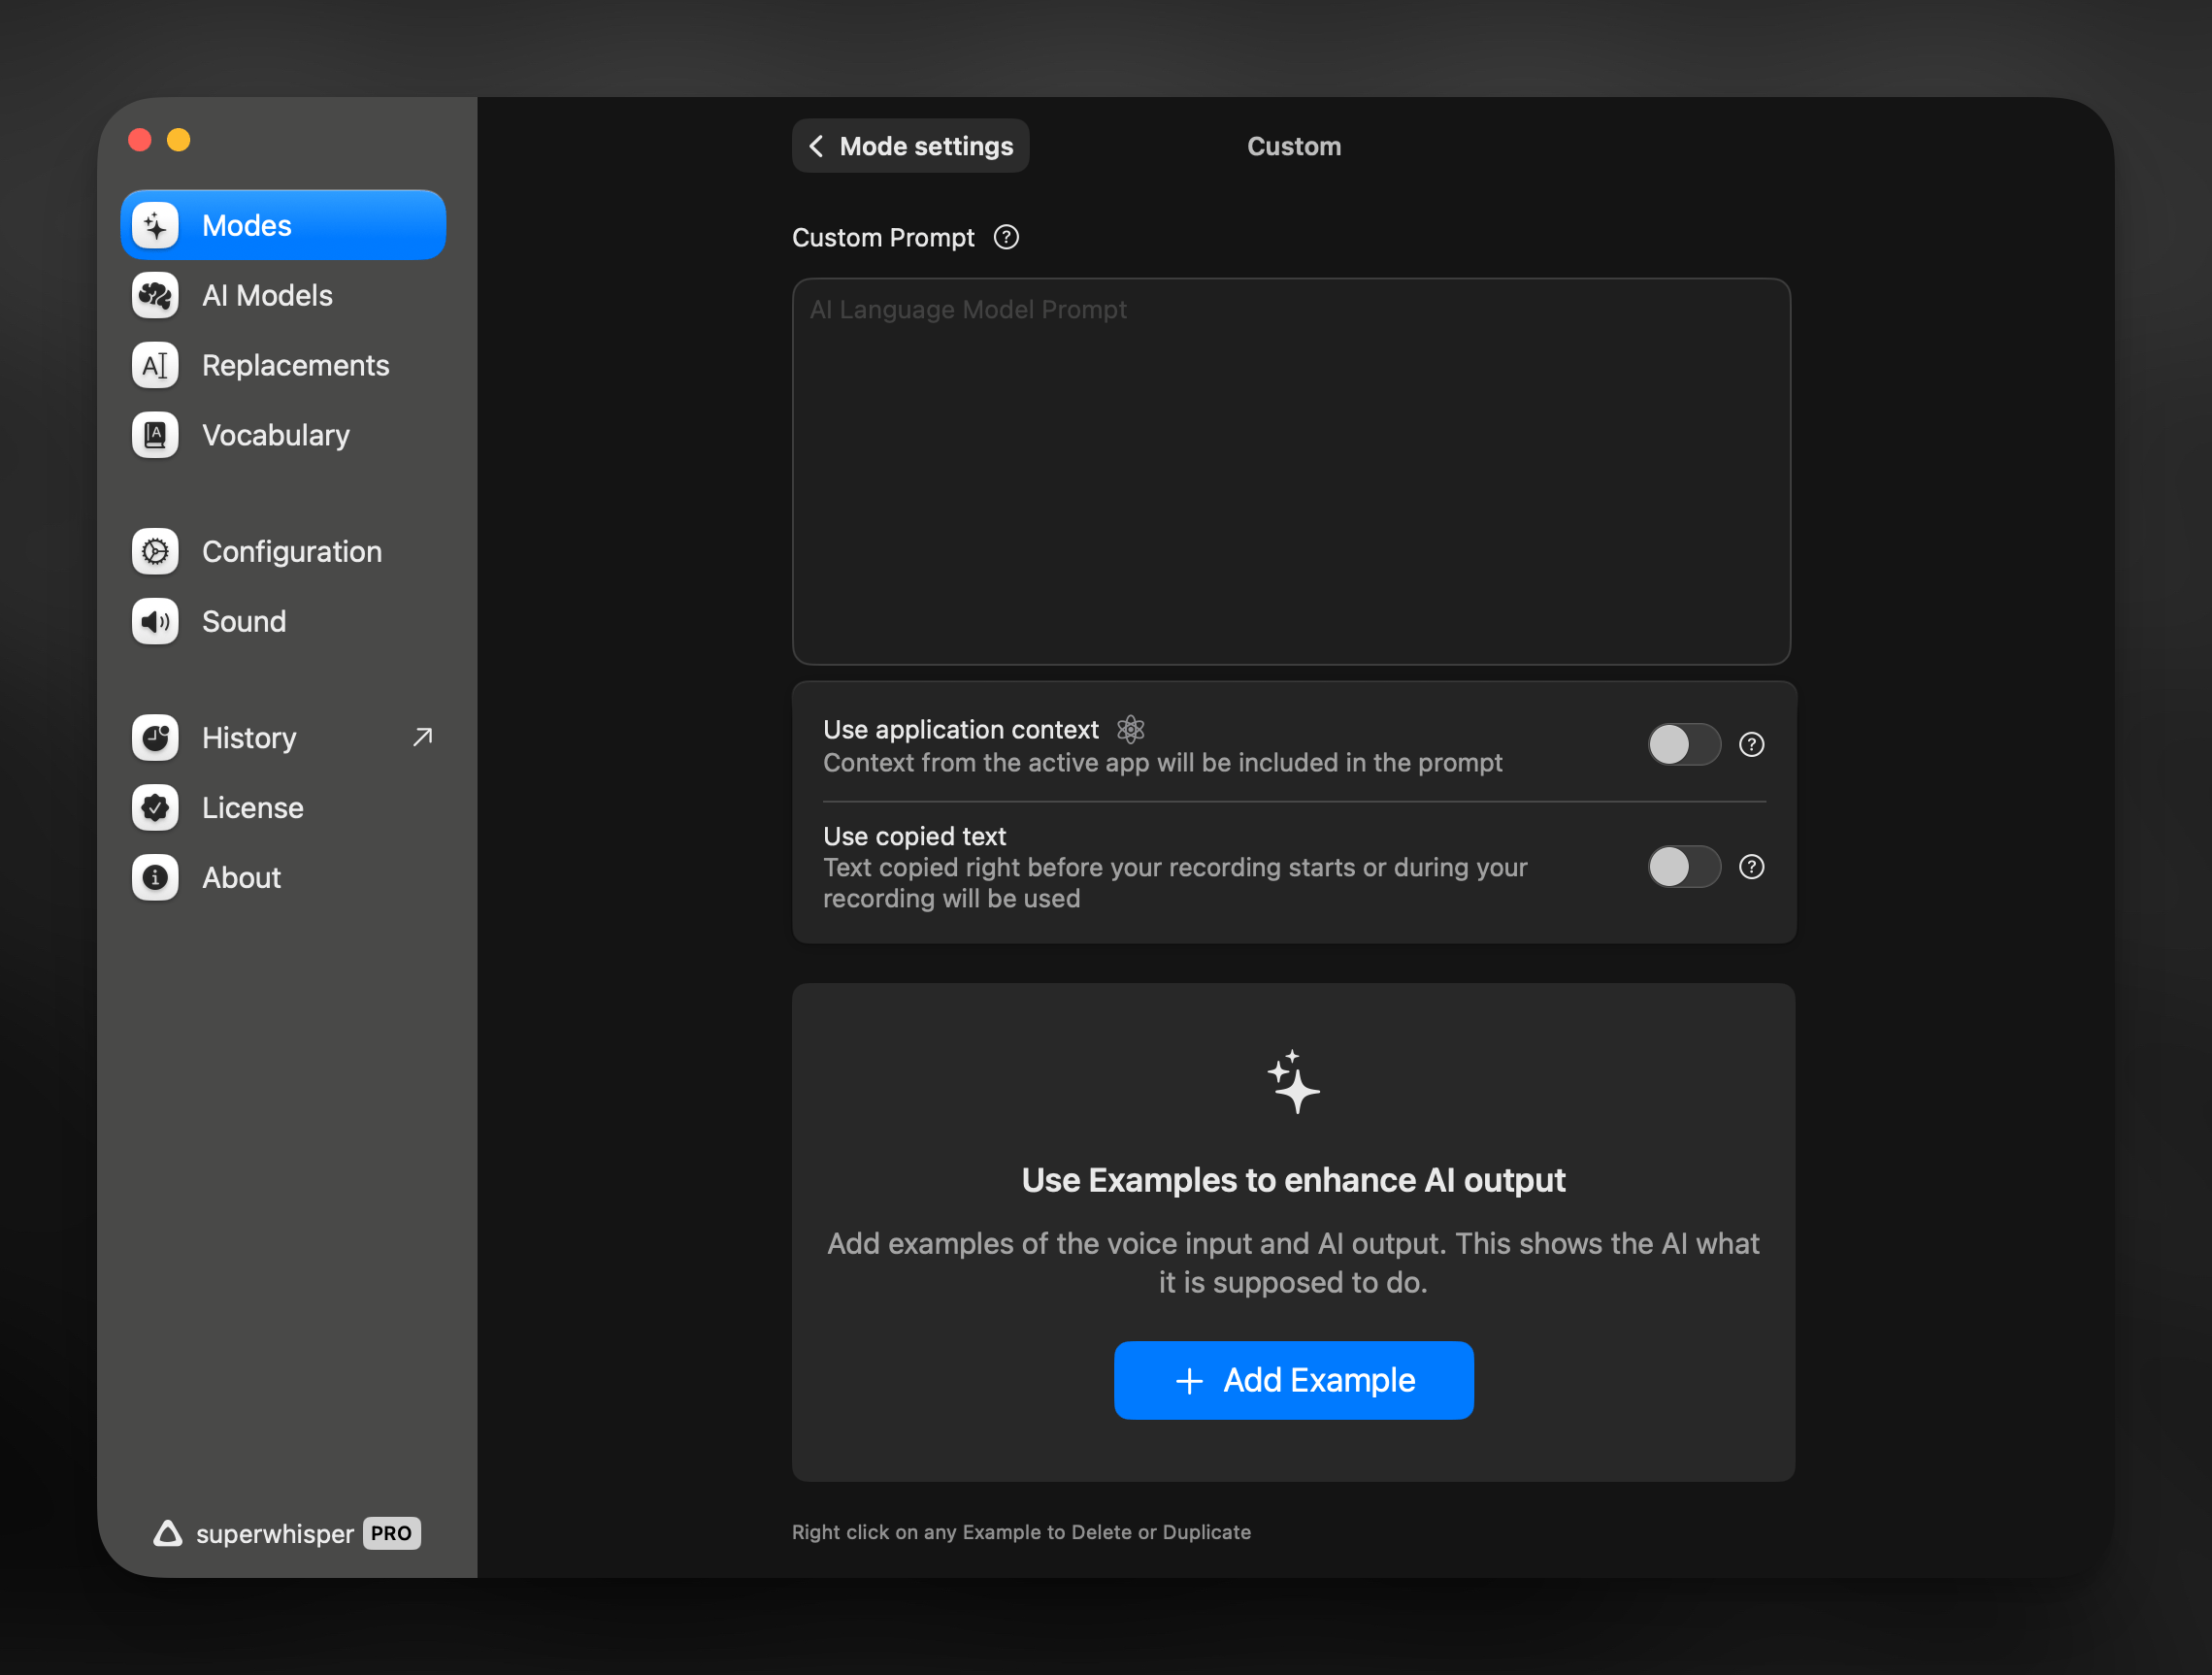 Modes
AI Models
Replacements
Vocabulary
Configuration
Sound
History
License
About
superwhisper PRO
Mode settings
Custom
Custom Prompt
AI Language Model Prompt
Use application context
Context from the active app will be included in the prompt
Use copied text
Text copied right before your recording starts or during your
recording will be used
Use Examples to enhance AI output
Add examples of the voice input and AI output. This shows the AI what
it is supposed to do.
Add Example
Right click on any Example to Delete or Duplicate